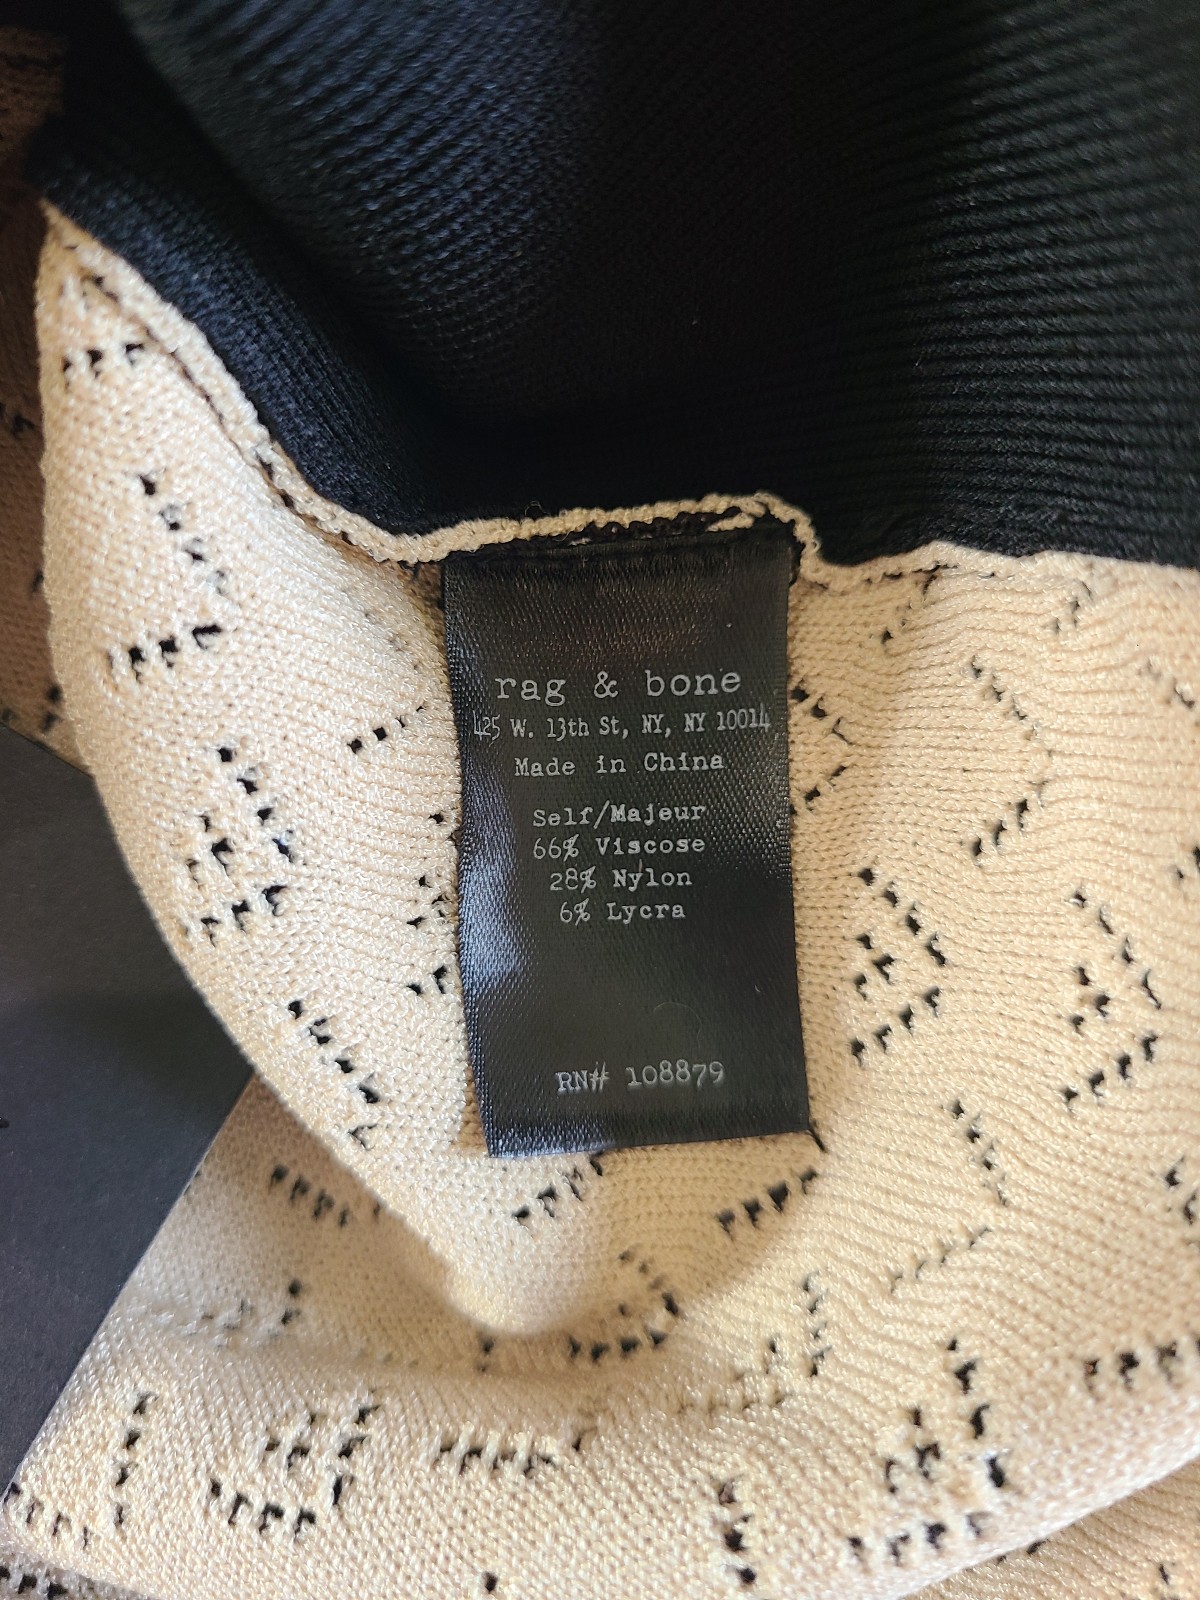 rag & bone
425 W. 13th St, NY, NY 10014
Made in China
Self/Majeur
66% Viscose
28% Nylon
6% Lycra
RN# 108879